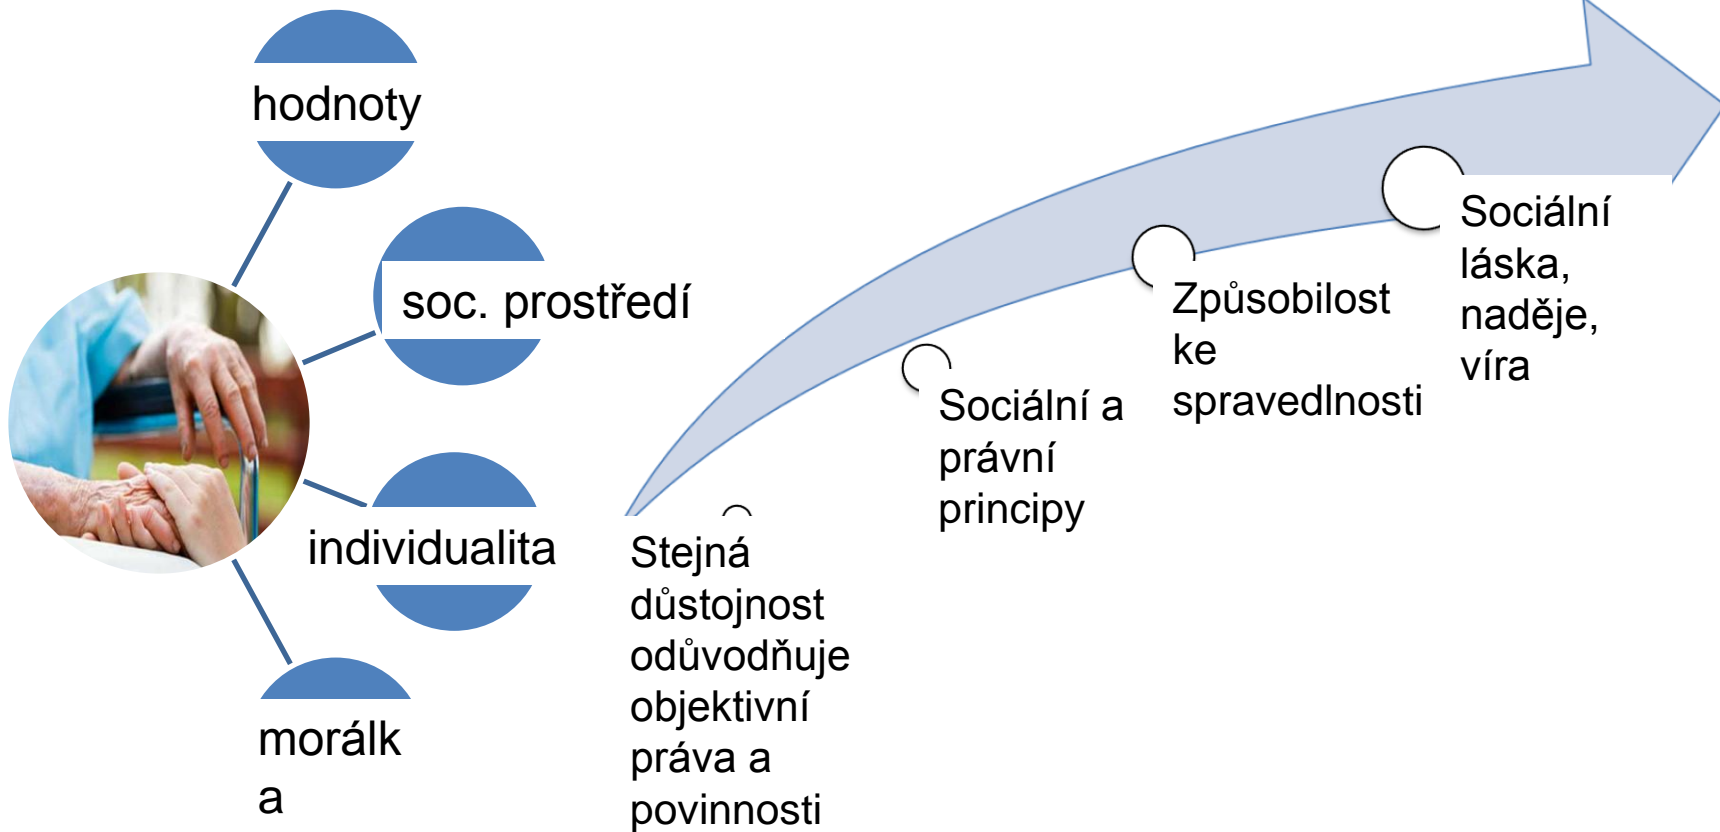 hodnoty
soc. prostředí
individualita
morálk
a
Stejná
důstojnost
odůvodňuje
objektivní
práva a
povinnosti
Sociální a
právní
principy
Způsobilost
ke
spravedlnosti
Sociální
láska,
naděje,
víra